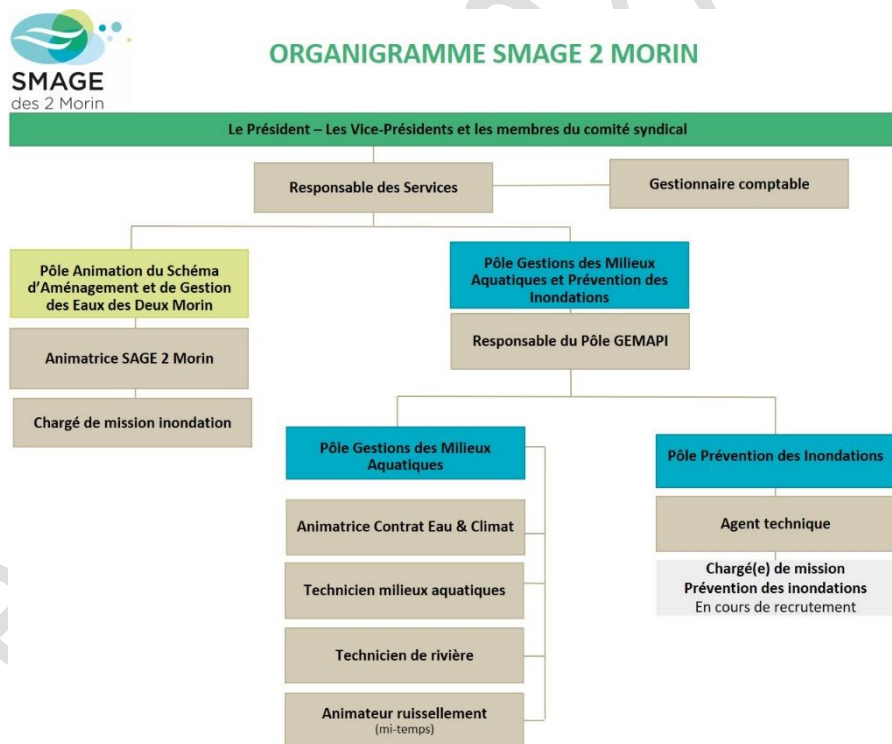 SMAGE
des 2 Morin
ORGANIGRAMME SMAGE 2 MORIN
Le Président – Les Vice-Présidents et les membres du comité syndical
Responsable des Services
Gestionnaire comptable
Pôle Animation du Schéma
d’Aménagement et de Gestion
des Eaux des Deux Morin
Animatrice SAGE 2 Morin
Chargé de mission inondation
Pôle Gestions des Milieux
Aquatiques et Prévention des
Inondations
Responsable du Pôle GEMAPI
Pôle Gestions des Milieux
Aquatiques
Animatrice Contrat Eau & Climat
Technicien milieux aquatiques
Technicien de rivière
Animateur ruissellement
(mi-temps)
Pôle Prévention des Inondations
Agent technique
Chargé(e) de mission
Prévention des inondations
En cours de recrutement